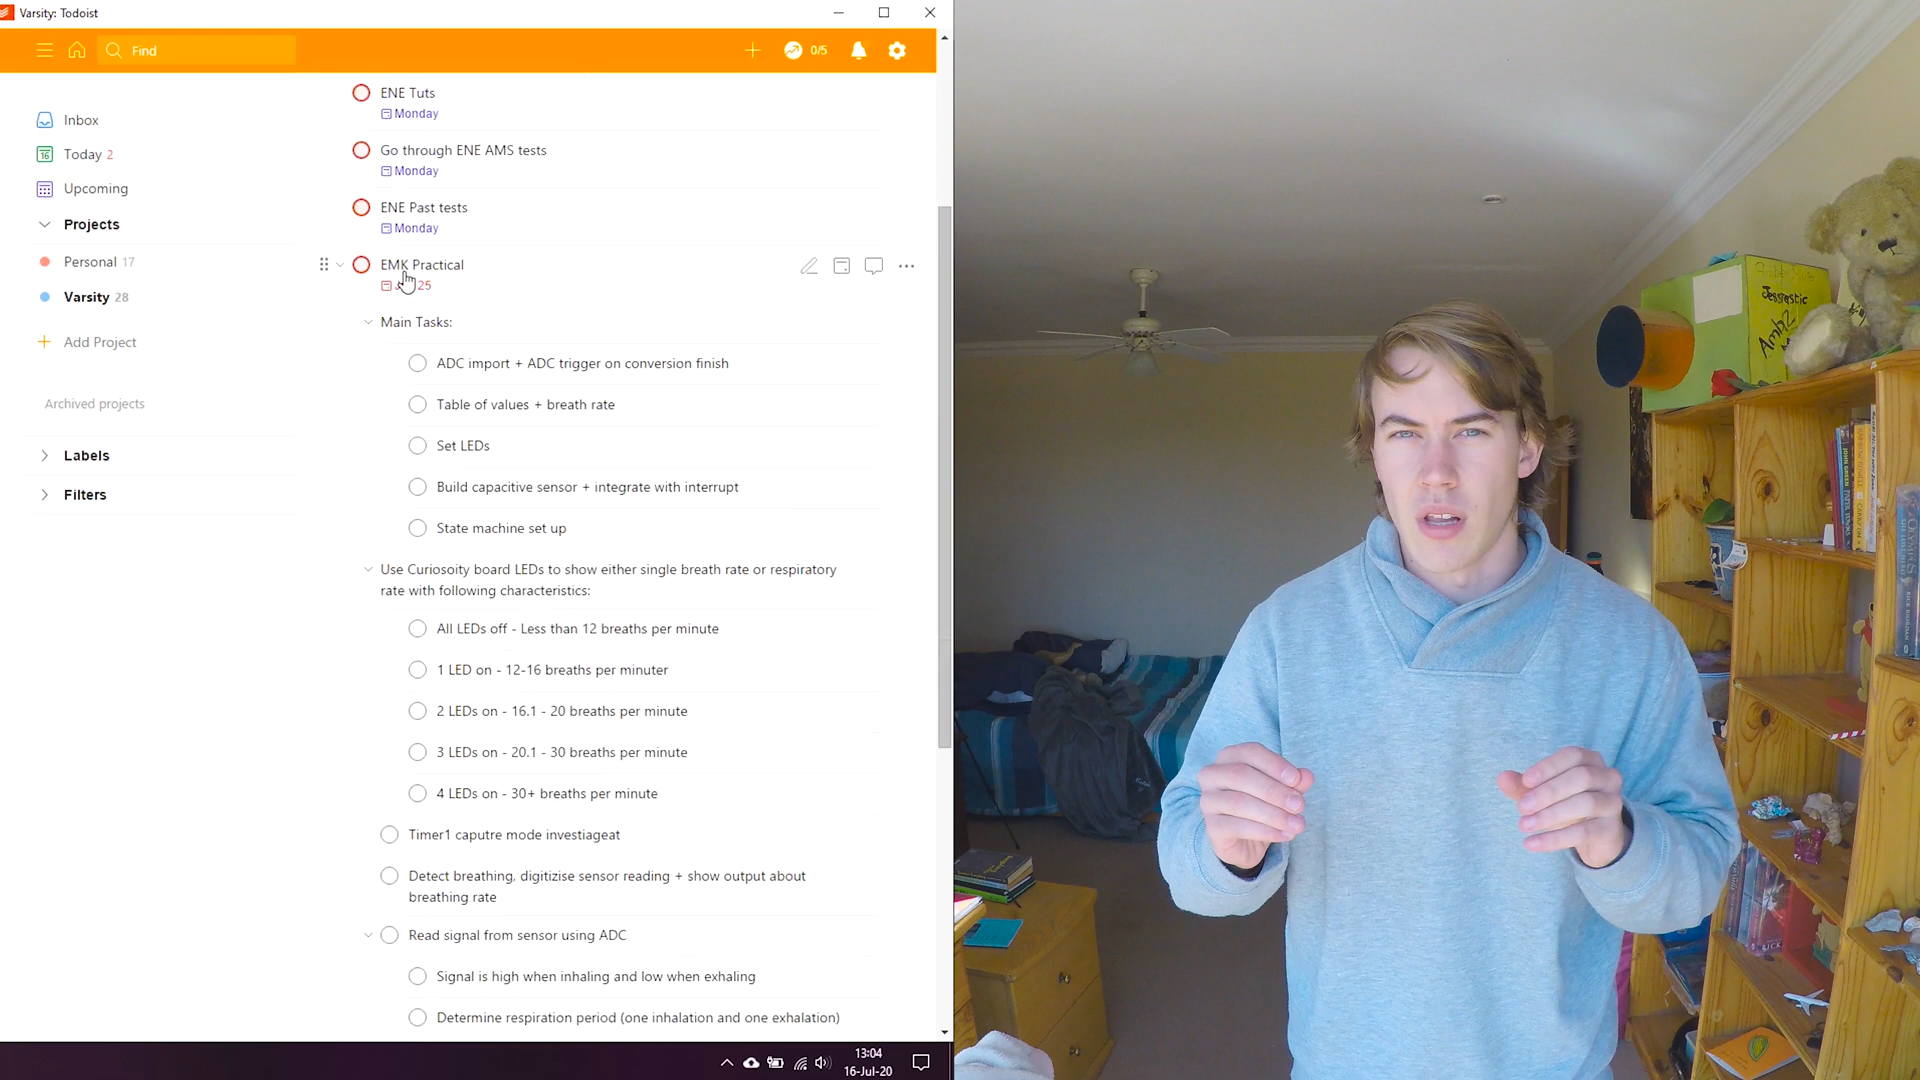 Varsity: Todoist
Find
0/5
Inbox
16
Today 2
Upcoming
Projects
Personal 17
Varsity 28
Add Project
Archived projects
Labels
Filters
ENE Tuts
Monday
Go through ENE AMS tests
Monday
ENE Past tests
Monday
EMK Practical
25
Main Tasks:
ADC import + ADC trigger on conversion finish
Table of values + breath rate
Set LEDs
Build capacitive sensor + integrate with interrupt
State machine set up
Use Curiosoity board LEDs to show either single breath rate or respiratory
rate with following characteristics:
All LEDs off - Less than 12 breaths per minute
1 LED on - 12-16 breaths per minuter
2 LEDs on - 16.1 - 20 breaths per minute
3 LEDs on - 20.1 - 30 breaths per minute
4 LEDs on - 30+ breaths per minute
Timer1 caputre mode investiageat
Detect breathing, digitizise sensor reading + show output about
breathing rate
Read signal from sensor using ADC
Signal is high when inhaling and low when exhaling
Determine respiration period (one inhalation and one exhalation)
13:04
16-Jul-20
JOHN GREEN
OLYMPUS
RICK RIORDAN
RICK